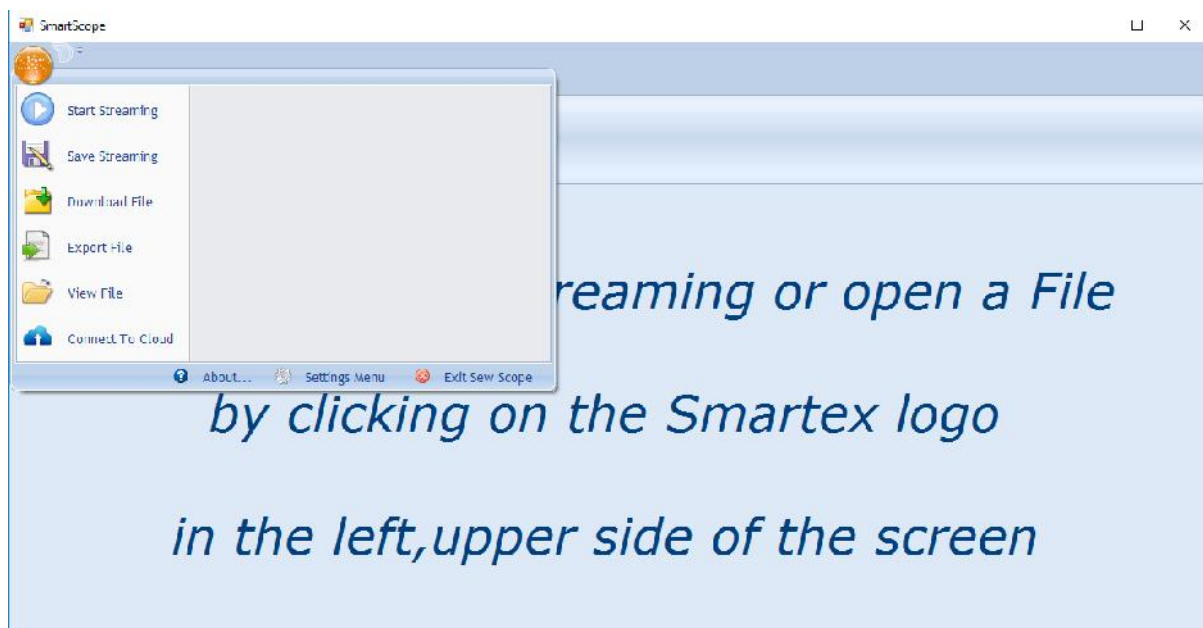 SmartScope
Start Streaming
Save Streaming
Download File
Export File
View File
Connect To Cloud
About...
Settings Menu
Exit Sew Scope
reaming or open a File
by clicking on the Smartex logo
in the left,upper side of the screen